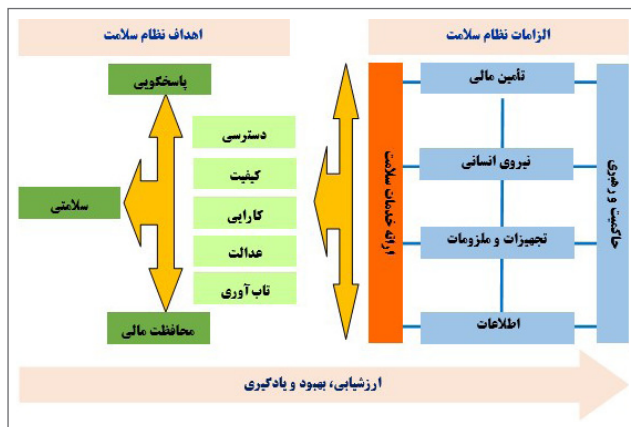 الزامات نظام سلامت
اهداف نظام سلامت
حاکمیت و رهبری
تأمین مالی
نیروی انسانی
تجهیزات و ملزومات
اطلاعات
ارائه خدمات سلامت
دسترسی
کیفیت
کارایی
عدالت
تاب‌آوری
پاسخگویی
سلامتی
محافظت مالی
ارزشیابی، بهبود و یادگیری